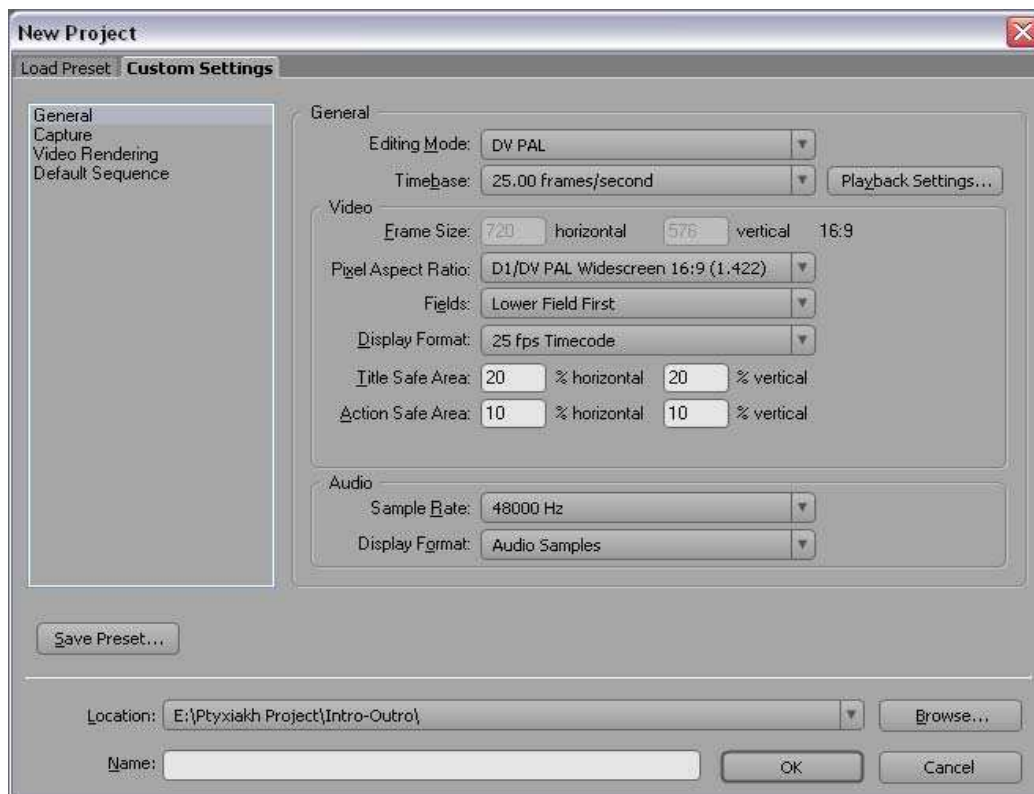 New Project
Load Preset Custom Settings
General
Capture
Video Rendering
Default Sequence
General
Editing Mode: DV PAL
Timebase: 25.00 frames/second Playback Settings...
Video
Frame Size: 720 horizontal 576 vertical 16:9
Pixel Aspect Ratio: D1/DV PAL Widescreen 16:9 (1.422)
Fields: Lower Field First
Display Format: 25 fps Timecode
Title Safe Area: 20 % horizontal 20 % vertical
Action Safe Area: 10 % horizontal 10 % vertical
Audio
Sample Rate: 48000 Hz
Display Format: Audio Samples
Save Preset...
Location: E:\Ptyxiakh Project\Intro-Outro\ Browse...
Name: OK Cancel